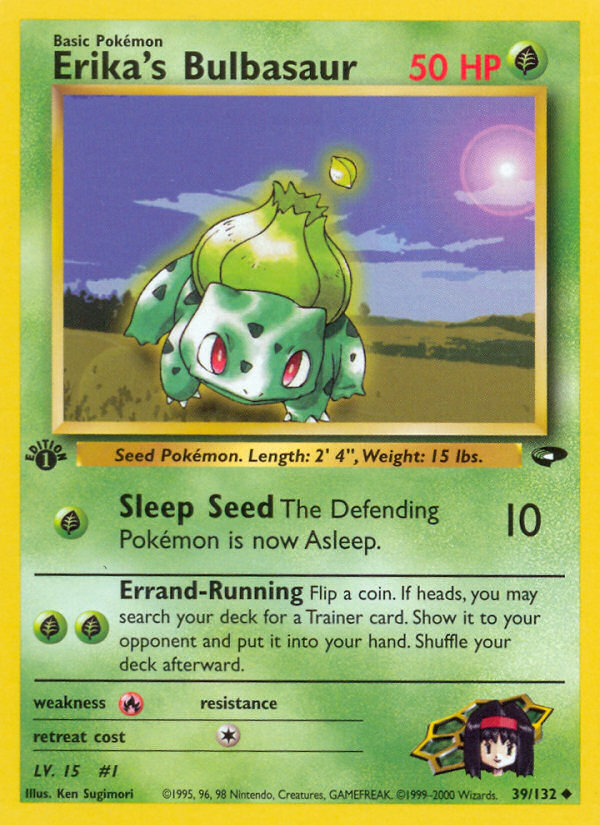 Basic Pokémon
Erika's Bulbasaur 50 HP
EDITION
1
Seed Pokémon. Length: 2' 4", Weight: 15 lbs.
Sleep Seed The Defending 10
Pokémon is now Asleep.
Errand-Running Flip a coin. If heads, you may
search your deck for a Trainer card. Show it to your
opponent and put it into your hand. Shuffle your
deck afterward.
weakness resistance
retreat cost
LV. 15 #1
Illus. Ken Sugimori ©1995, 96, 98 Nintendo, Creatures, GAMEFREAK. ©1999-2000 Wizards. 39/132